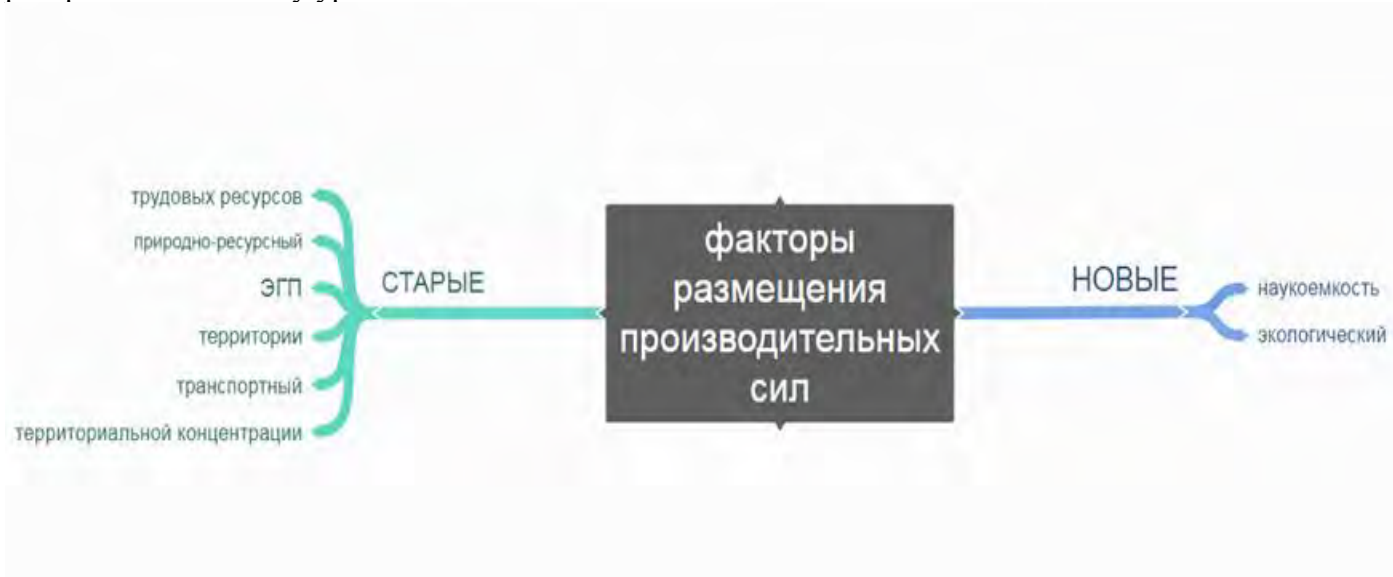 трудовых ресурсов
природно-ресурсный
ЭГП
территории
транспортный
территориальной концентрации
СТАРЫЕ
факторы
размещения
производительных
сил
НОВЫЕ
наукоемкость
экологический